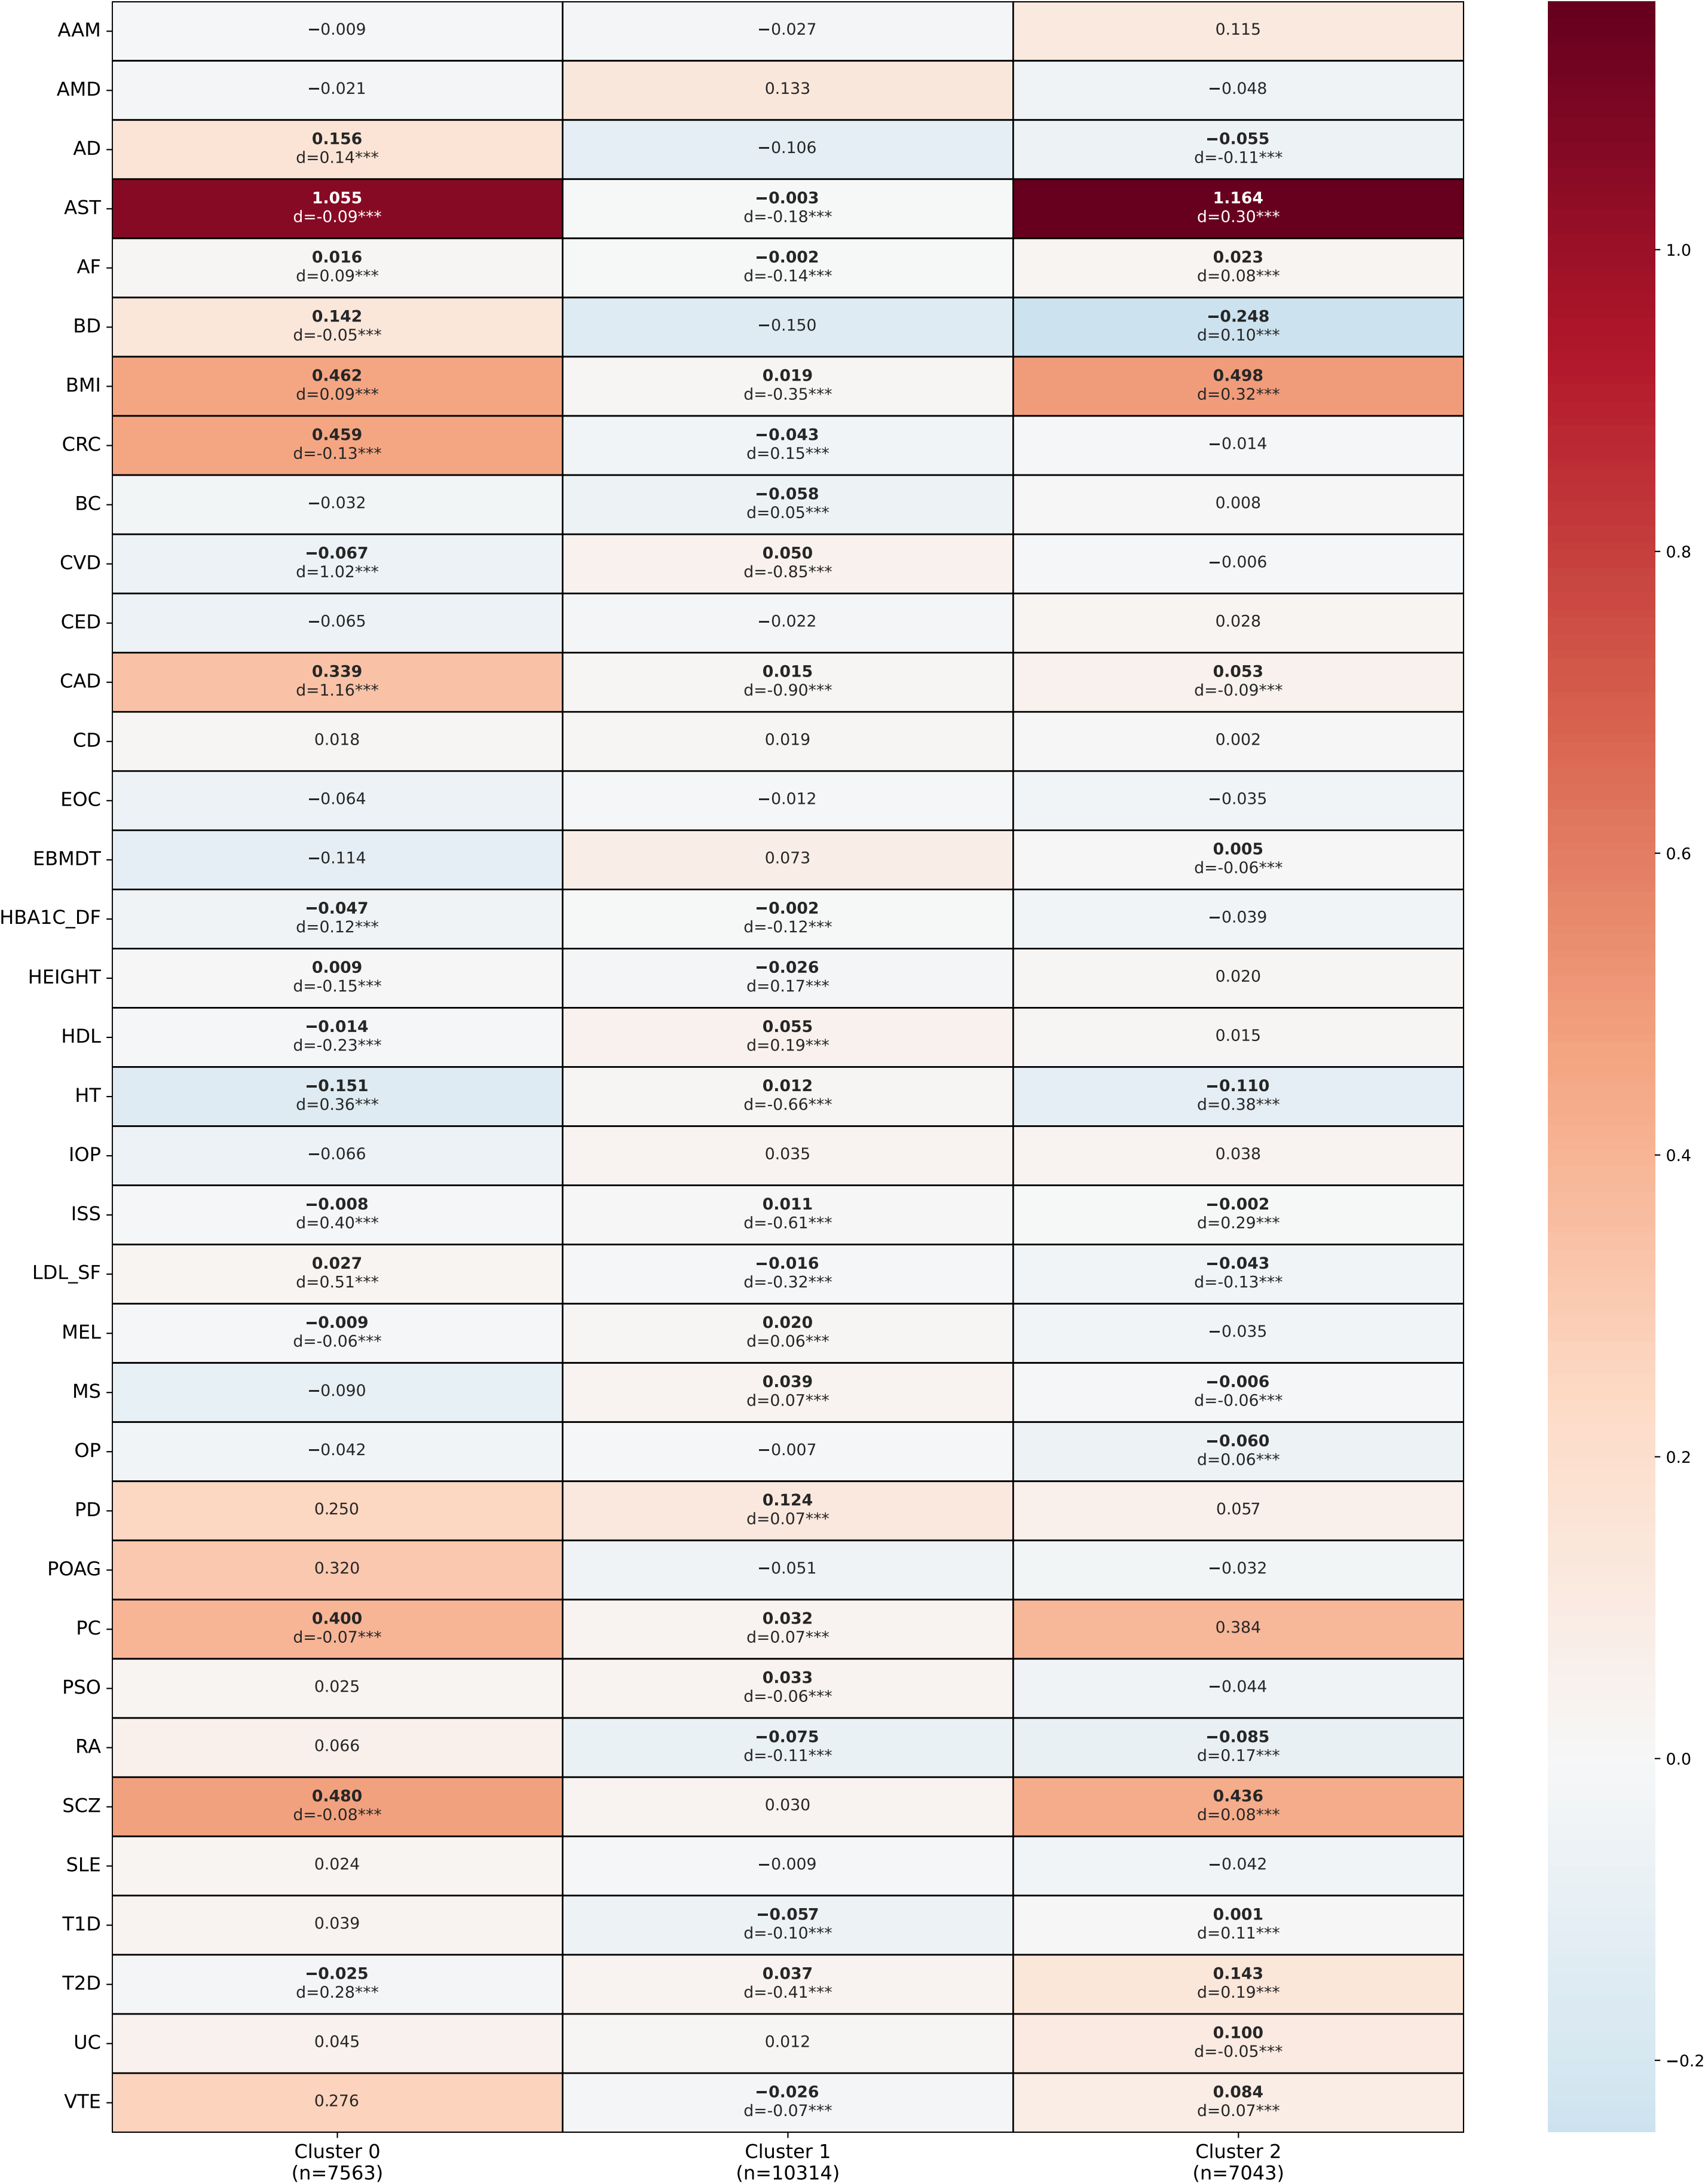 AAM −0.009 −0.027 0.115
AMD −0.021 0.133 −0.048
AD 0.156 −0.106 −0.055
d=0.14*** d=-0.11***
AST 1.055 −0.003 1.164
d=-0.09*** d=-0.18*** d=0.30***
AF 0.016 −0.002 0.023
d=0.09*** d=-0.14*** d=0.08***
BD 0.142 −0.150 −0.248
d=-0.05*** d=0.10***
BMI 0.462 0.019 0.498
d=0.09*** d=-0.35*** d=0.32***
CRC 0.459 −0.043 −0.014
d=-0.13*** d=0.15***
BC −0.032 −0.058 0.008
d=0.05***
CVD −0.067 0.050 −0.006
d=1.02*** d=-0.85***
CED −0.065 −0.022 0.028
CAD 0.339 0.015 0.053
d=1.16*** d=-0.90*** d=-0.09***
CD 0.018 0.019 0.002
EOC −0.064 −0.012 −0.035
EBMDT −0.114 0.073 0.005
d=-0.06***
HBA1C_DF −0.047 −0.002 −0.039
d=0.12*** d=-0.12***
HEIGHT 0.009 −0.026 0.020
d=-0.15*** d=0.17***
HDL −0.014 0.055 0.015
d=-0.23*** d=0.19***
HT −0.151 0.012 −0.110
d=0.36*** d=-0.66*** d=0.38***
IOP −0.066 0.035 0.038
ISS −0.008 0.011 −0.002
d=0.40*** d=-0.61*** d=0.29***
LDL_SF 0.027 −0.016 −0.043
d=0.51*** d=-0.32*** d=-0.13***
MEL −0.009 0.020 −0.035
d=-0.06*** d=0.06***
MS −0.090 0.039 −0.006
d=0.07*** d=-0.06***
OP −0.042 −0.007 −0.060
d=0.06***
PD 0.250 0.124 0.057
d=0.07***
POAG 0.320 −0.051 −0.032
PC 0.400 0.032 0.384
d=-0.07*** d=0.07***
PSO 0.025 0.033 −0.044
d=-0.06***
RA 0.066 −0.075 −0.085
d=-0.11*** d=0.17***
SCZ 0.480 0.030 0.436
d=-0.08*** d=0.08***
SLE 0.024 −0.009 −0.042
T1D 0.039 −0.057 0.001
d=-0.10*** d=0.11***
T2D −0.025 0.037 0.143
d=0.28*** d=-0.41*** d=0.19***
UC 0.045 0.012 0.100
d=-0.05***
VTE 0.276 −0.026 0.084
d=-0.07*** d=0.07***
Cluster 0 Cluster 1 Cluster 2
(n=7563) (n=10314) (n=7043)
1.0
0.8
0.6
0.4
0.2
0.0
−0.2